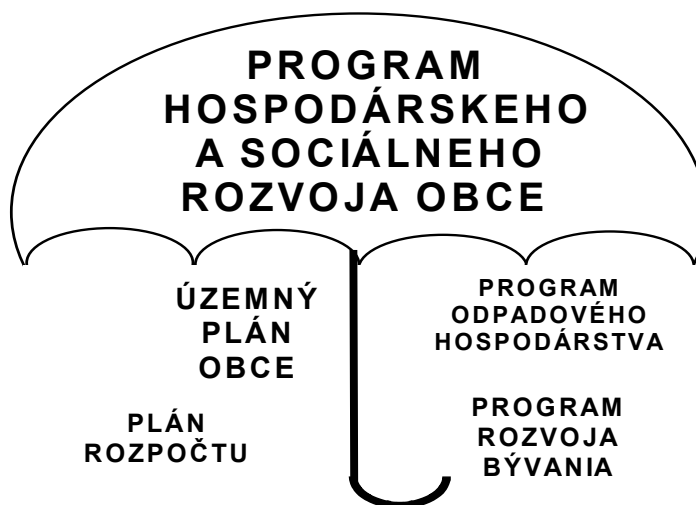 PROGRAM
HOSPODÁRSKEHO
A SOCIÁLNEHO
ROZVOJA OBCE
ÚZEMNÝ
PLÁN
OBCE
PROGRAM
ODPADOVÉHO
HOSPODÁRSTVA
PLÁN
ROZPOČTU
PROGRAM
ROZVOJA
BÝVANIA